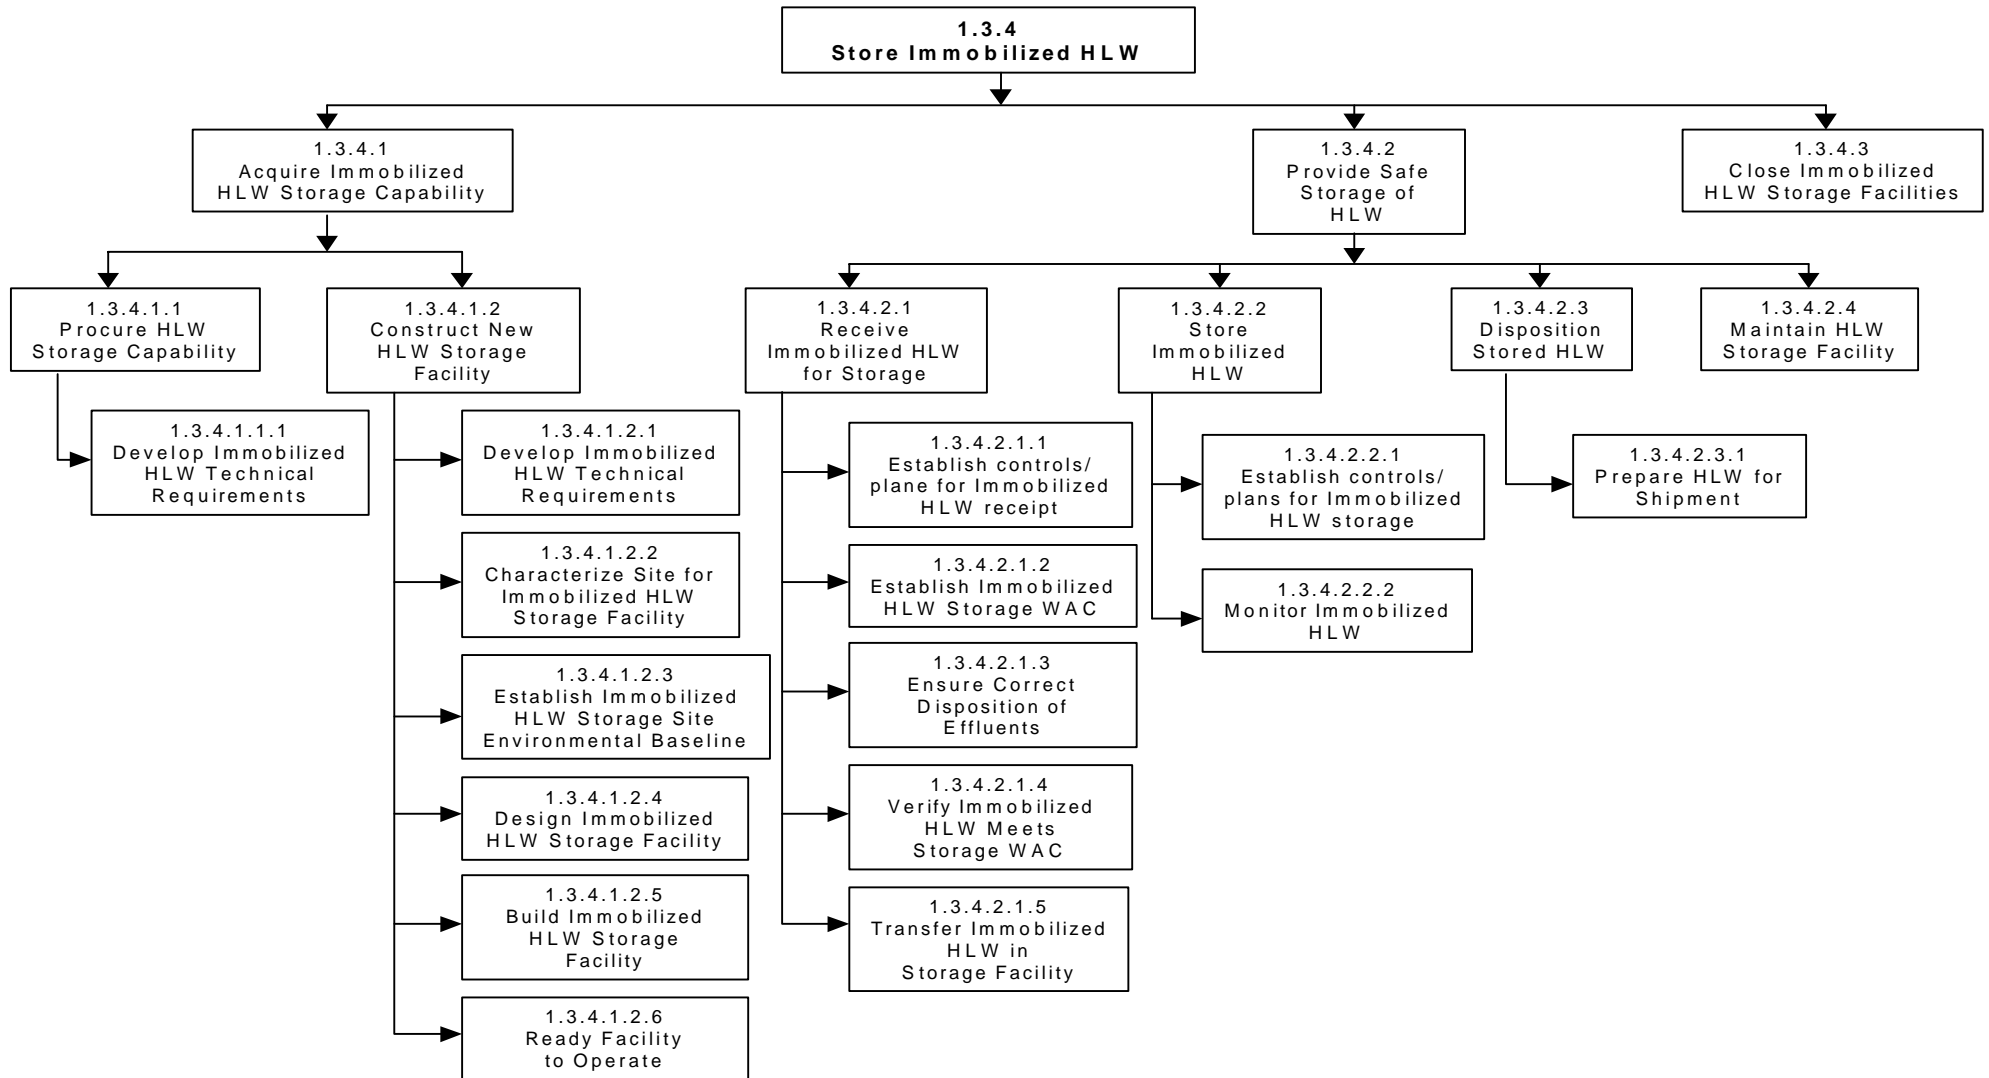 1.3.4
Store Immobilized HLW
1.3.4.1
Acquire Immobilized
HLW Storage Capability
1.3.4.2
Provide Safe
Storage of
HLW
1.3.4.3
Close Immobilized
HLW Storage Facilities
1.3.4.1.1
Procure HLW
Storage Capability
1.3.4.1.2
Construct New
HLW Storage
Facility
1.3.4.2.1
Receive
Immobilized HLW
for Storage
1.3.4.2.2
Store
Immobilized
HLW
1.3.4.2.3
Disposition
Stored HLW
1.3.4.2.4
Maintain HLW
Storage Facility
1.3.4.1.1.1
Develop Immobilized
HLW Technical
Requirements
1.3.4.1.2.1
Develop Immobilized
HLW Technical
Requirements
1.3.4.1.2.2
Characterize Site for
Immobilized HLW
Storage Facility
1.3.4.1.2.3
Establish Immobilized
HLW Storage Site
Environmental Baseline
1.3.4.1.2.4
Design Immobilized
HLW Storage Facility
1.3.4.1.2.5
Build Immobilized
HLW Storage
Facility
1.3.4.1.2.6
Ready Facility
to Operate
1.3.4.2.1.1
Establish controls/
plane for Immobilized
HLW receipt
1.3.4.2.1.2
Establish Immobilized
HLW Storage WAC
1.3.4.2.1.3
Ensure Correct
Disposition of
Effluents
1.3.4.2.1.4
Verify Immobilized
HLW Meets
Storage WAC
1.3.4.2.1.5
Transfer Immobilized
HLW in
Storage Facility
1.3.4.2.2.1
Establish controls/
plans for Immobilized
HLW storage
1.3.4.2.2.2
Monitor Immobilized
HLW
1.3.4.2.3.1
Prepare HLW for
Shipment